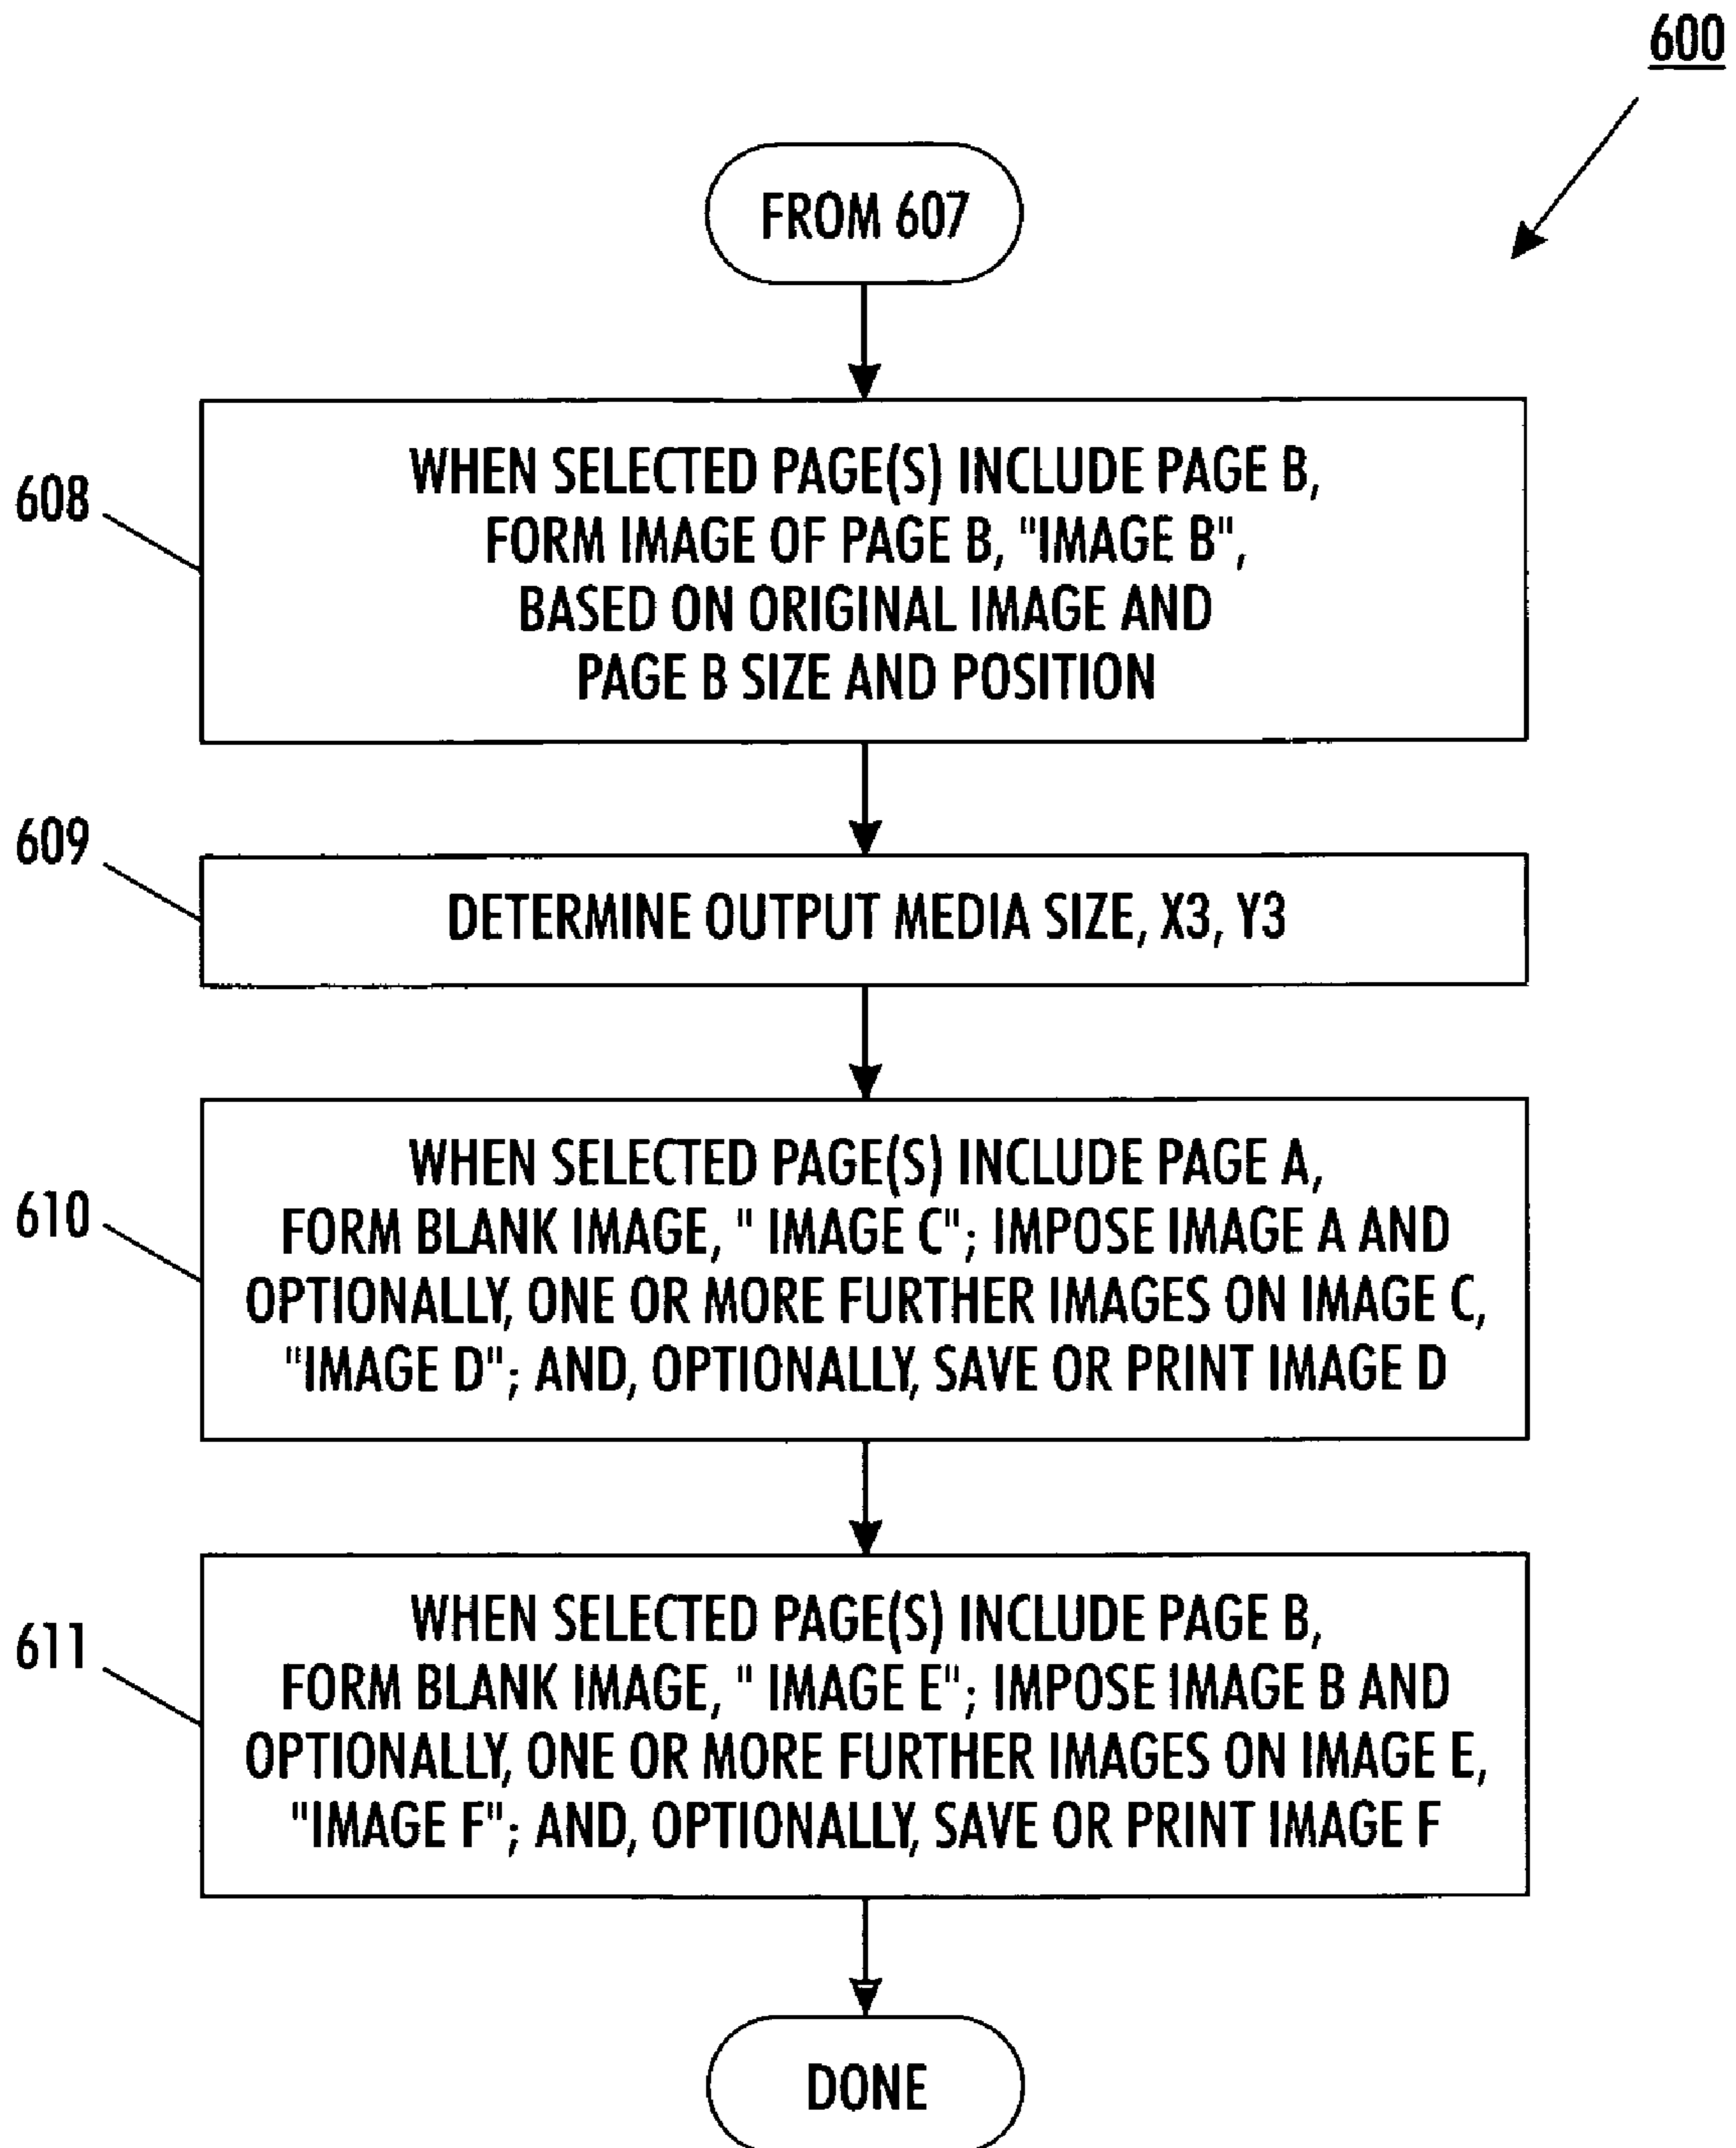 600
FROM 607
608
WHEN SELECTED PAGE(S) INCLUDE PAGE B,
FORM IMAGE OF PAGE B, "IMAGE B",
BASED ON ORIGINAL IMAGE AND
PAGE B SIZE AND POSITION
609
DETERMINE OUTPUT MEDIA SIZE, X3, Y3
610
WHEN SELECTED PAGE(S) INCLUDE PAGE A,
FORM BLANK IMAGE, " IMAGE C"; IMPOSE IMAGE A AND
OPTIONALLY, ONE OR MORE FURTHER IMAGES ON IMAGE C,
"IMAGE D"; AND, OPTIONALLY, SAVE OR PRINT IMAGE D
611
WHEN SELECTED PAGE(S) INCLUDE PAGE B,
FORM BLANK IMAGE, " IMAGE E"; IMPOSE IMAGE B AND
OPTIONALLY, ONE OR MORE FURTHER IMAGES ON IMAGE E,
"IMAGE F"; AND, OPTIONALLY, SAVE OR PRINT IMAGE F
DONE